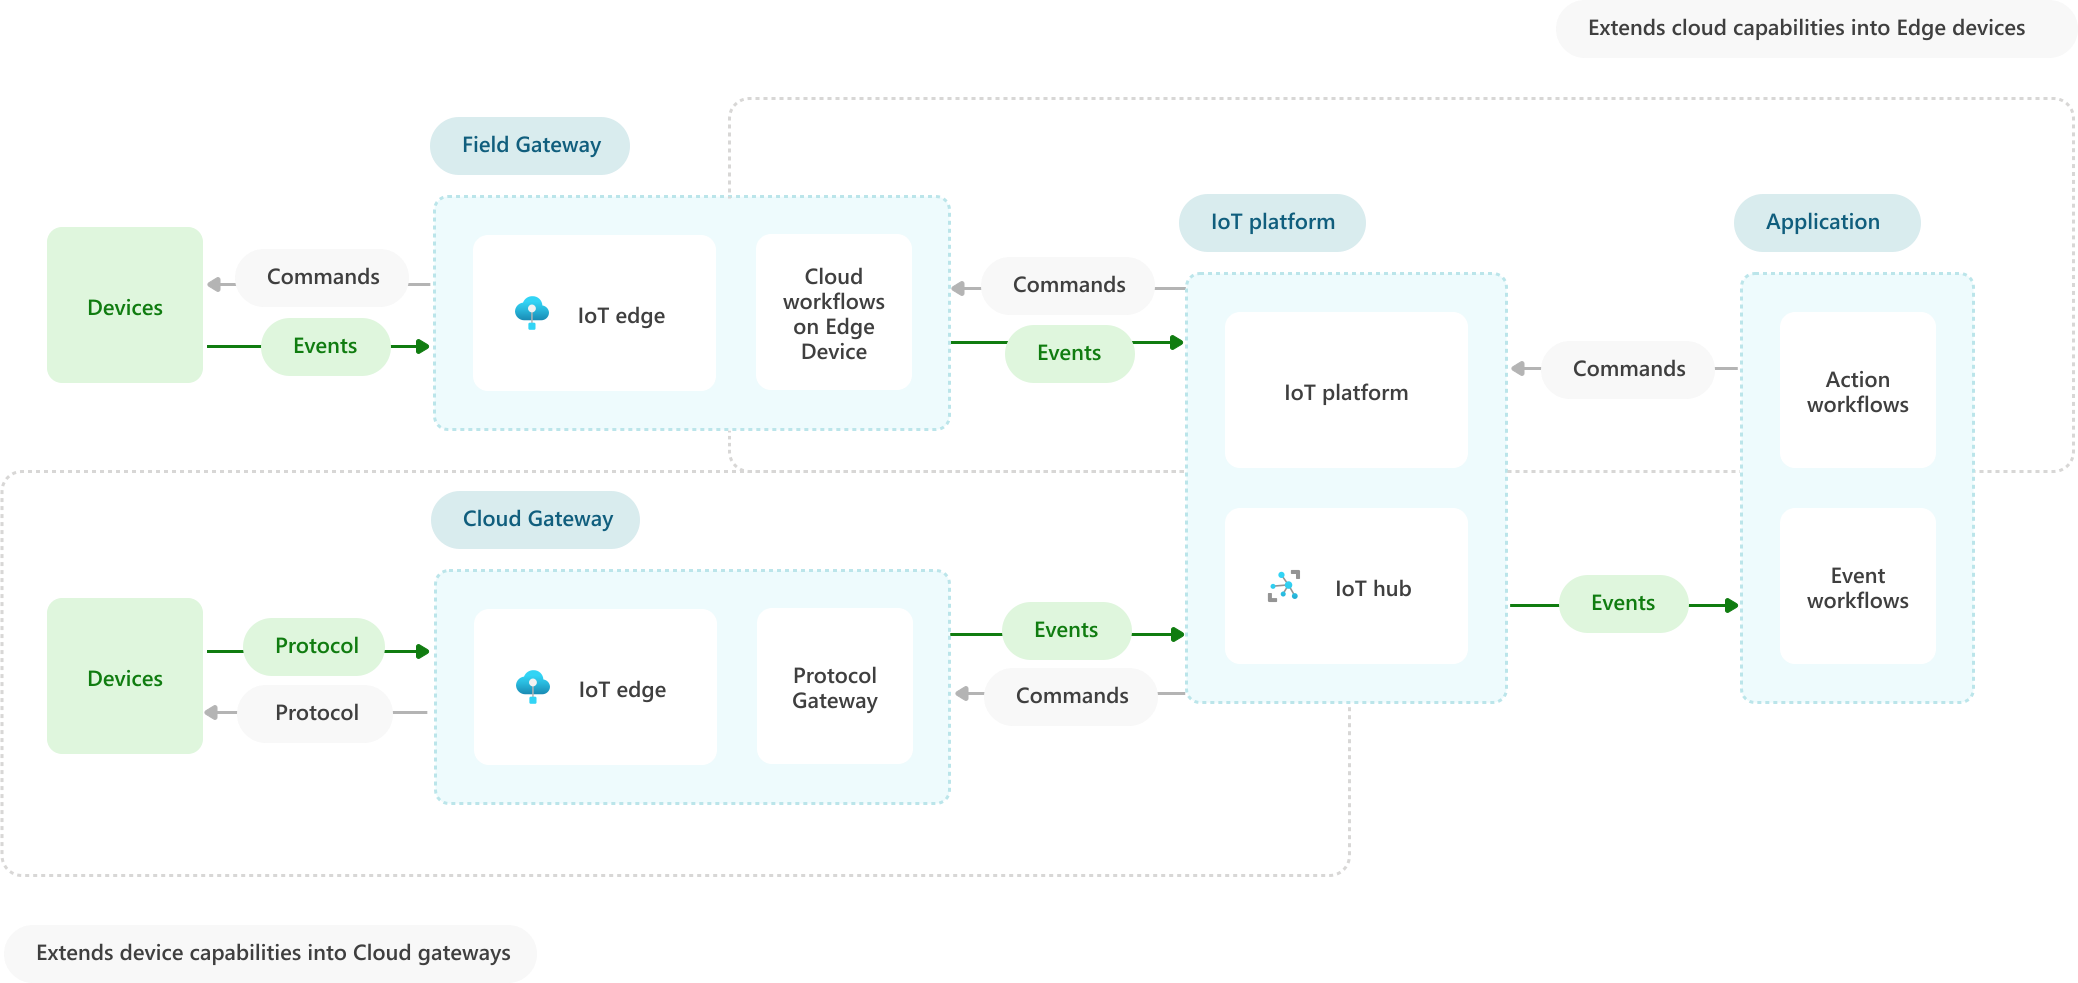 Extends cloud capabilities into Edge devices
Field Gateway
IoT platform
Application
Devices
Commands
Events
IoT edge
Cloud
workflows
on Edge
Device
Commands
Events
IoT platform
Commands
Action
workflows
Cloud Gateway
Devices
Protocol
Protocol
IoT edge
Protocol
Gateway
Events
Commands
IoT hub
Events
Event
workflows
Extends device capabilities into Cloud gateways